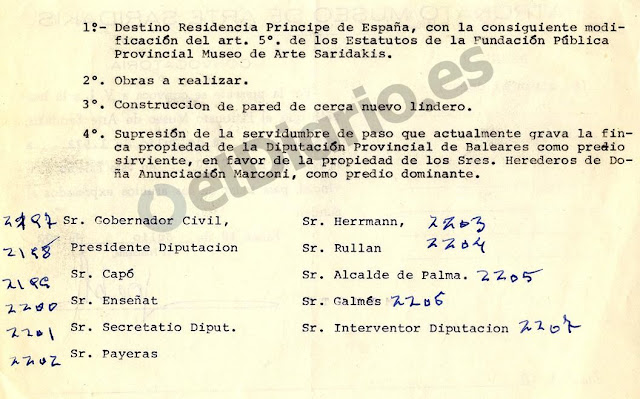 1º.- Destino Residencia Principe de España, con la consiguiente modi-
ficación del art. 5º. de los Estatutos de la Fundación Pública
Provincial Museo de Arte Saridakis.
2º. Obras a realizar.
3º. Construccion de pared de cerca nuevo lindero.
4º. Supresión de la servidumbre de paso que actualmente grava la fin-
ca propiedad de la Diputación Provincial de Baleares como predio
sirviente, en favor de la propiedad de los Sres. Herederos de Do-
ña Anunciación Marconi, como predio dominante.
2197 Sr. Gobernador Civil,
2198 Presidente Diputacion
2199 Sr. Capó
2200 Sr. Enseñat
2201 Sr. Secretatio Diput.
2202 Sr. Payeras
Sr. Herrmann, 2203
Sr. Rullan 2204
Sr. Alcalde de Palma. 2205
Sr. Galmés 2206
Sr. Interventor Diputacion 2207
eldiario.es